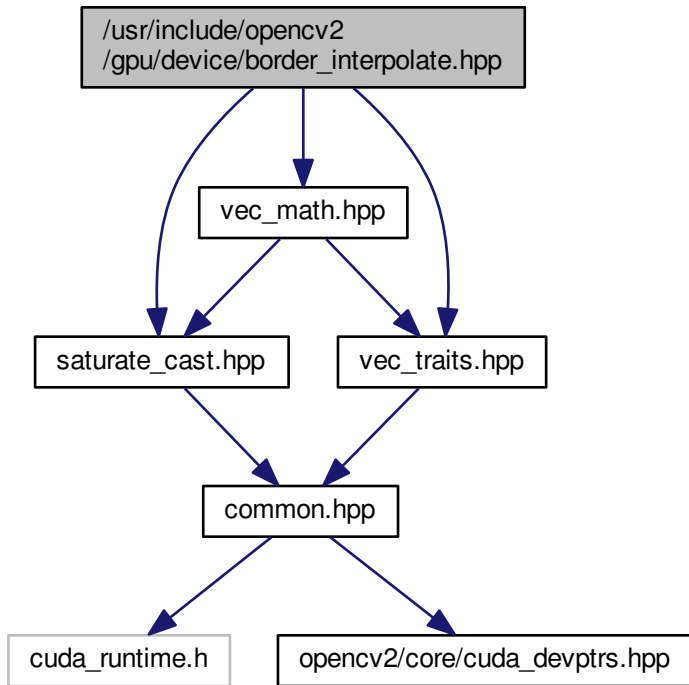 /usr/include/opencv2
/gpu/device/border_interpolate.hpp
vec_math.hpp
saturate_cast.hpp
vec_traits.hpp
common.hpp
cuda_runtime.h
opencv2/core/cuda_devptrs.hpp